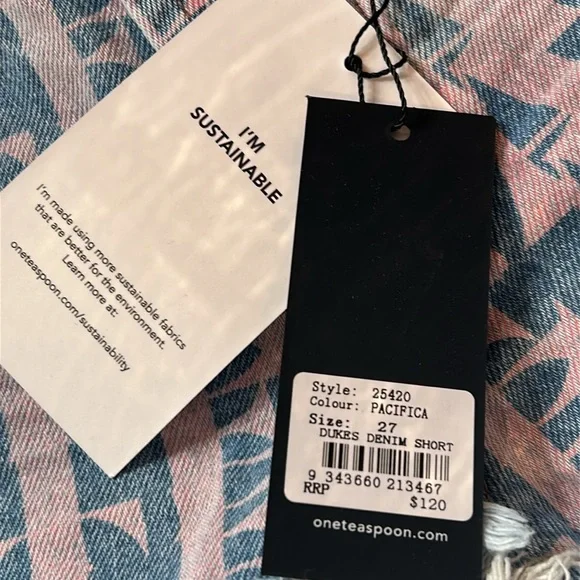 I'M
SUSTAINABLE
I'm made using more sustainable fabrics
that are better for the environment.
Learn more at:
oneteaspoon.com/sustainability
Style: 25420
Colour: PACIFICA
Size: 27
DUKES DENIM SHORT
9 343660 213467
RRP
$120
oneteaspoon.com